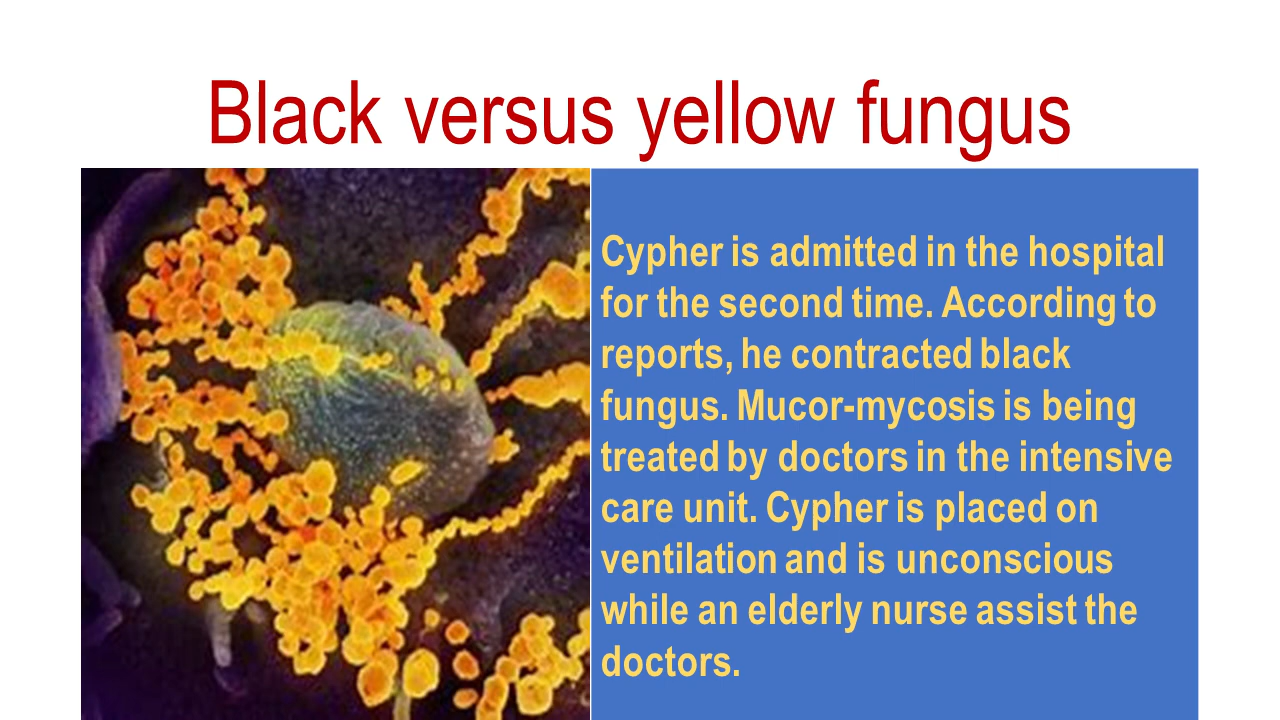 Black versus yellow fungus
Cypher is admitted in the hospital
for the second time. According to
reports, he contracted black
fungus. Mucor-mycosis is being
treated by doctors in the intensive
care unit. Cypher is placed on
ventilation and is unconscious
while an elderly nurse assist the
doctors.